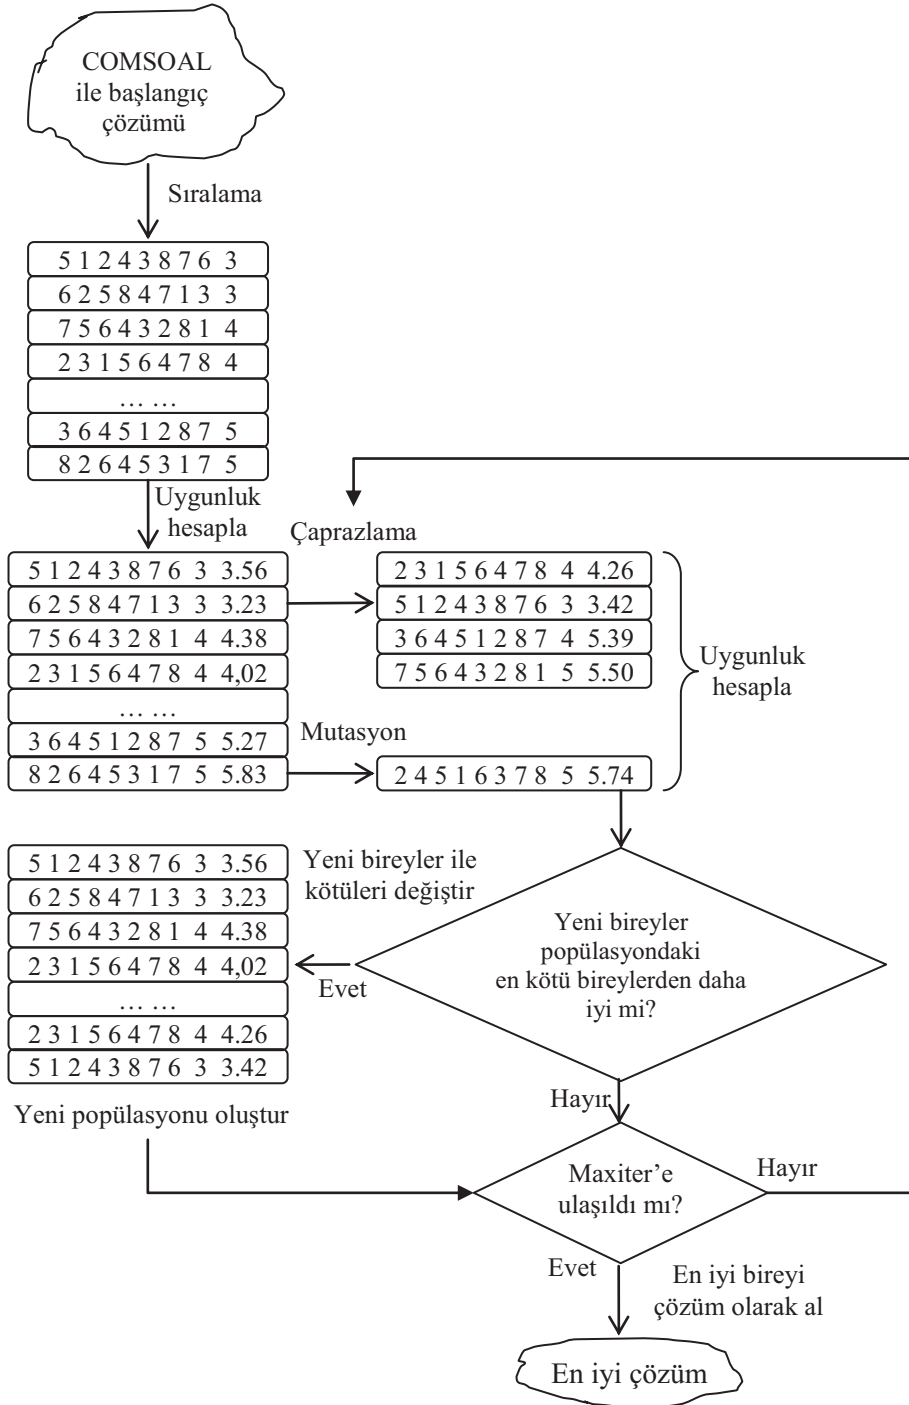 COMSOAL
ile başlangıç
çözümü
Sıralama
5 1 2 4 3 8 7 6 3
6 2 5 8 4 7 1 3 3
7 5 6 4 3 2 8 1 4
2 3 1 5 6 4 7 8 4
… …
3 6 4 5 1 2 8 7 5
8 2 6 4 5 3 1 7 5
Uygunluk
hesapla
Çaprazlama
5 1 2 4 3 8 7 6 3 3.56
6 2 5 8 4 7 1 3 3 3.23
7 5 6 4 3 2 8 1 4 4.38
2 3 1 5 6 4 7 8 4 4,02
… …
3 6 4 5 1 2 8 7 5 5.27
8 2 6 4 5 3 1 7 5 5.83
2 3 1 5 6 4 7 8 4 4.26
5 1 2 4 3 8 7 6 3 3.42
3 6 4 5 1 2 8 7 4 5.39
7 5 6 4 3 2 8 1 5 5.50
Mutasyon
2 4 5 1 6 3 7 8 5 5.74
Uygunluk
hesapla
5 1 2 4 3 8 7 6 3 3.56
6 2 5 8 4 7 1 3 3 3.23
7 5 6 4 3 2 8 1 4 4.38
2 3 1 5 6 4 7 8 4 4,02
… …
2 3 1 5 6 4 7 8 4 4.26
5 1 2 4 3 8 7 6 3 3.42
Yeni bireyler ile
kötüleri değiştir
Evet
Yeni bireyler
popülasyondaki
en kötü bireylerden daha
iyi mi?
Yeni popülasyonu oluştur
Hayır
Maxiter’e
ulaşıldı mı?
Hayır
Evet
En iyi bireyi
çözüm olarak al
En iyi çözüm